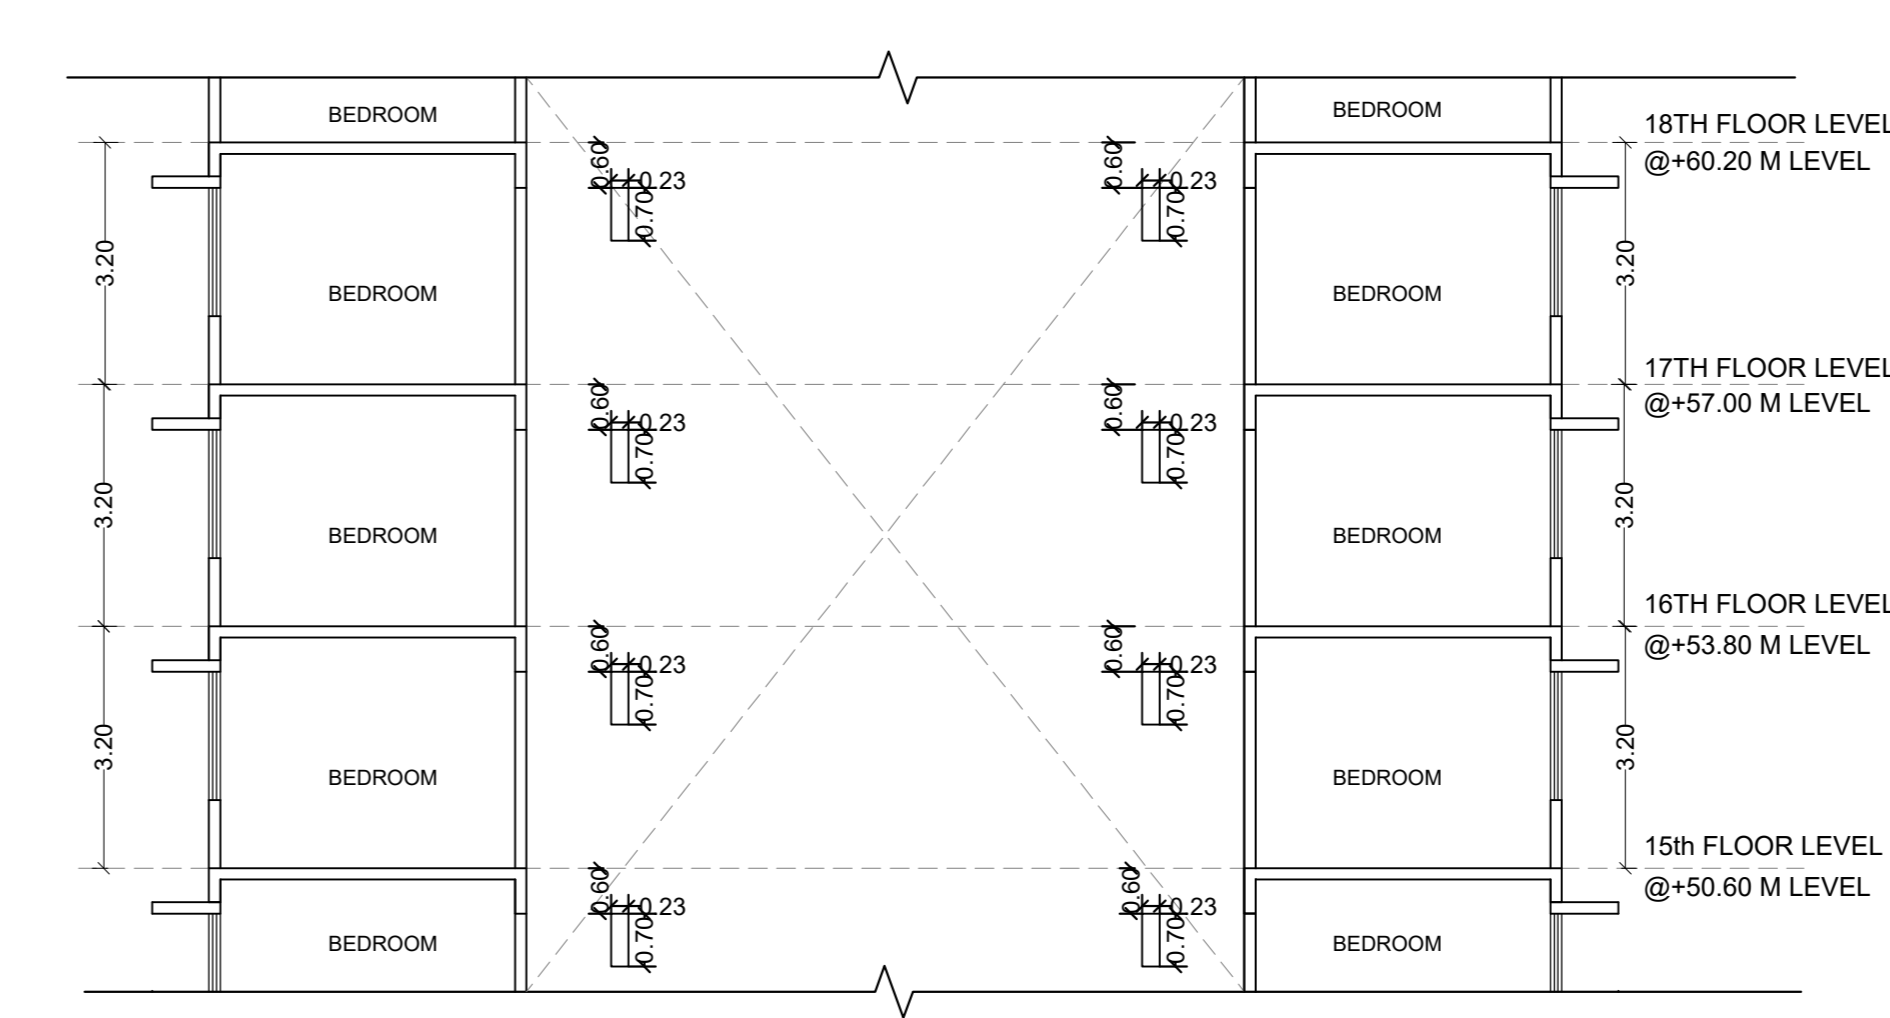 BEDROOM
BEDROOM
18TH FLOOR LEVEL
@+60.20 M LEVEL
0.60
0.23
0.70
0.60
0.23
0.70
3.20
BEDROOM
BEDROOM
3.20
17TH FLOOR LEVEL
@+57.00 M LEVEL
0.60
0.23
0.70
0.60
0.23
0.70
3.20
BEDROOM
BEDROOM
3.20
16TH FLOOR LEVEL
@+53.80 M LEVEL
0.60
0.23
0.70
0.60
0.23
0.70
3.20
BEDROOM
BEDROOM
3.20
15th FLOOR LEVEL
@+50.60 M LEVEL
0.60
0.23
0.70
0.60
0.23
0.70
BEDROOM
BEDROOM